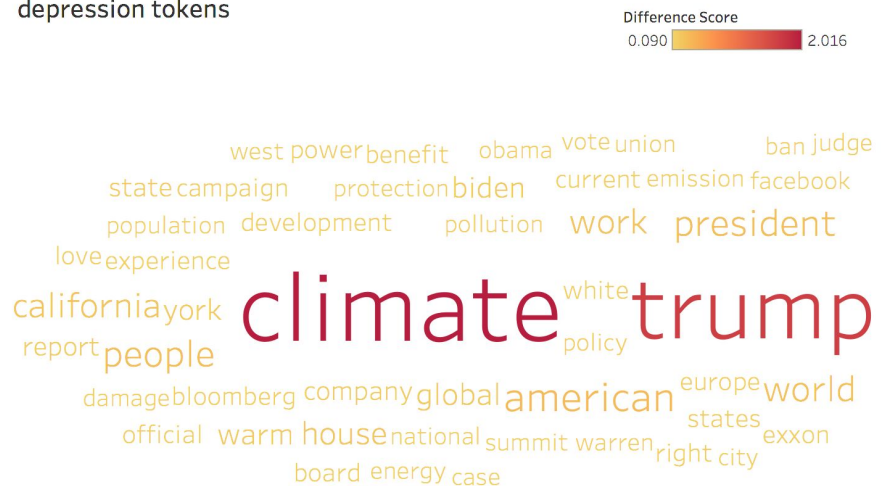 depression tokens
Difference Score
0.090 2.016
west power benefit obama vote union ban judge
state campaign protection biden current emission facebook
population development pollution work president
love experience
california york climate white trump
report people policy
damage bloomberg company global american europe world
states
official warm house national summit warren right city exxon
board energy case